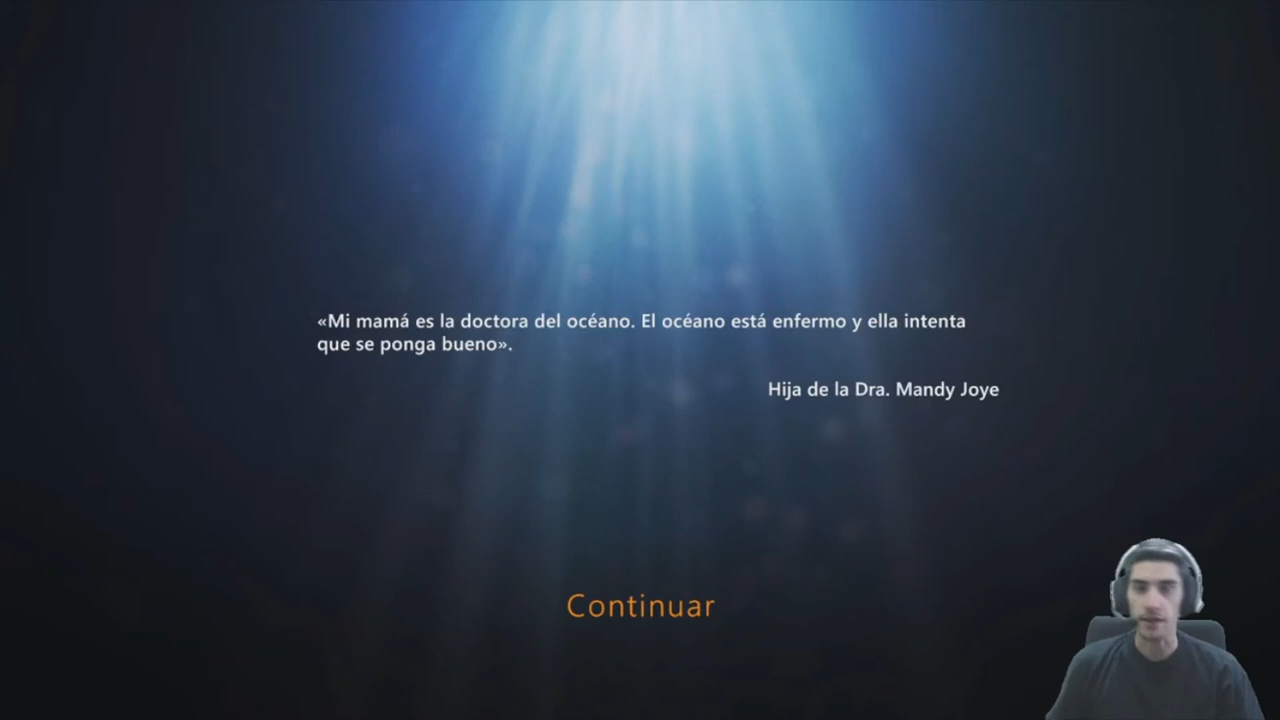 «Mi mamá es la doctora del océano. El océano está enfermo y ella intenta
que se ponga bueno».
Hija de la Dra. Mandy Joye
Continuar